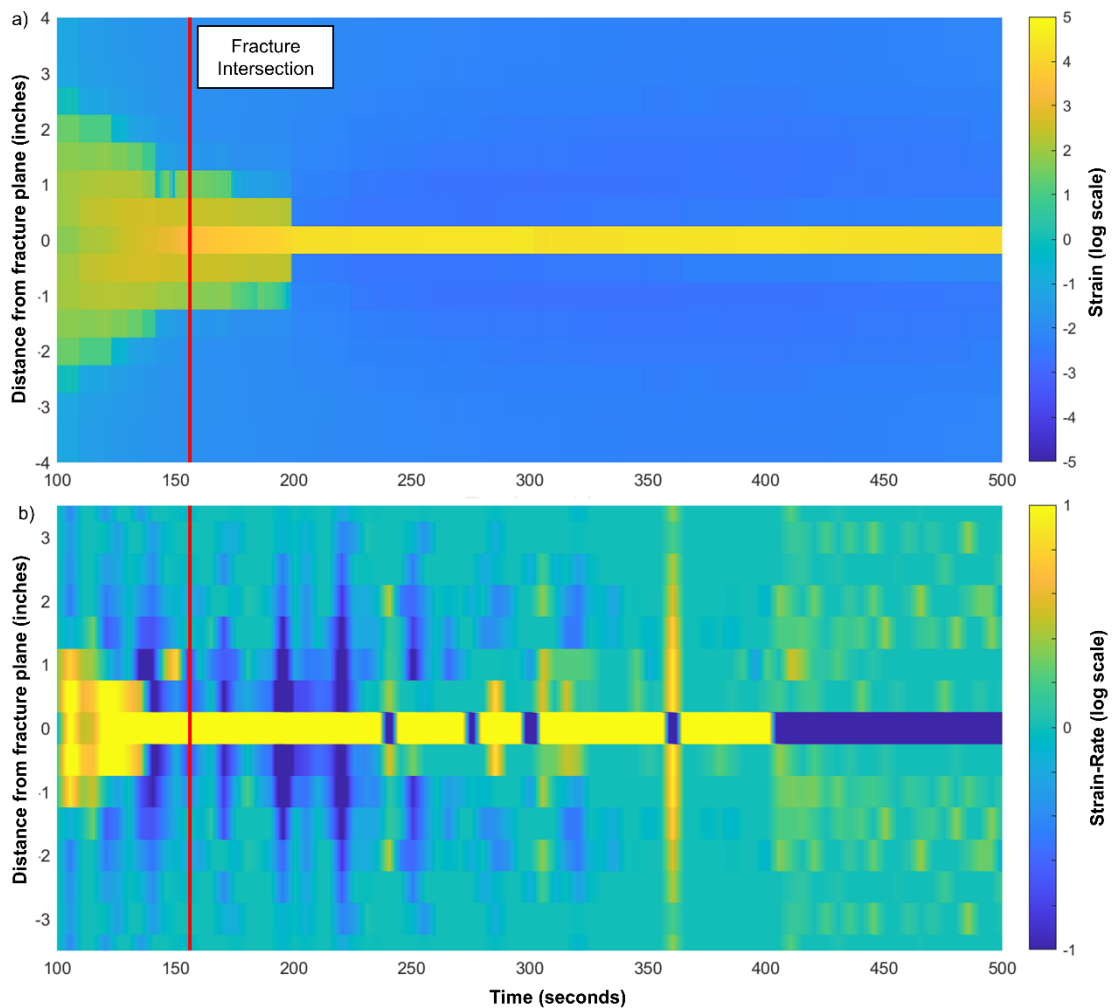 a)
Fracture
Intersection
Distance from fracture plane (inches)
4
3
2
1
0
-1
-2
-3
-4
100 150 200 250 300 350 400 450 500
5
4
3
2
1
0
-1
-2
-3
-4
-5
Strain (log scale)
b)
Distance from fracture plane (inches)
3
2
1
0
-1
-2
-3
100 150 200 250 300 350 400 450 500
Time (seconds)
1
0
-1
Strain-Rate (log scale)